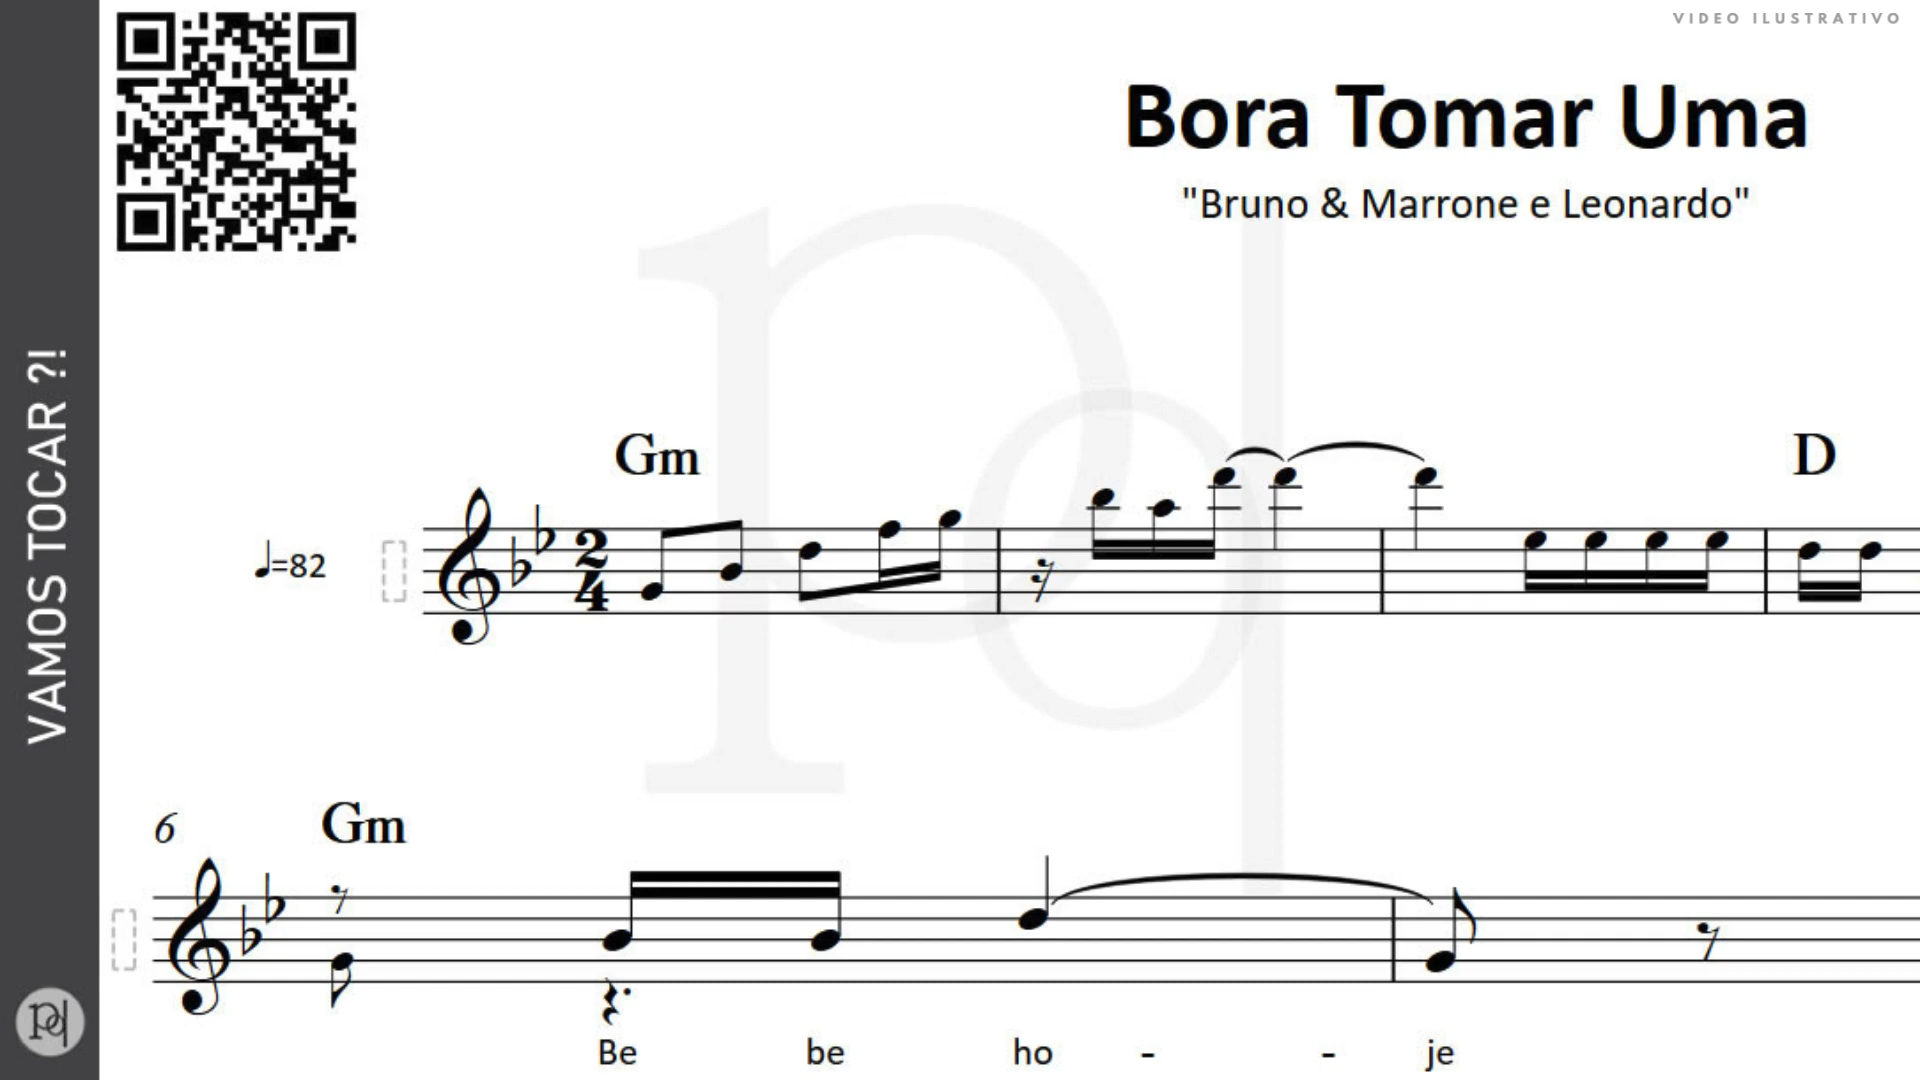 VIDEO ILUSTRATIVO
Bora Tomar Uma
"Bruno & Marrone e Leonardo"
VAMOS TOCAR ?!
Gm
D
♩=82
2
4
6
Gm
Be be ho - - je
pd